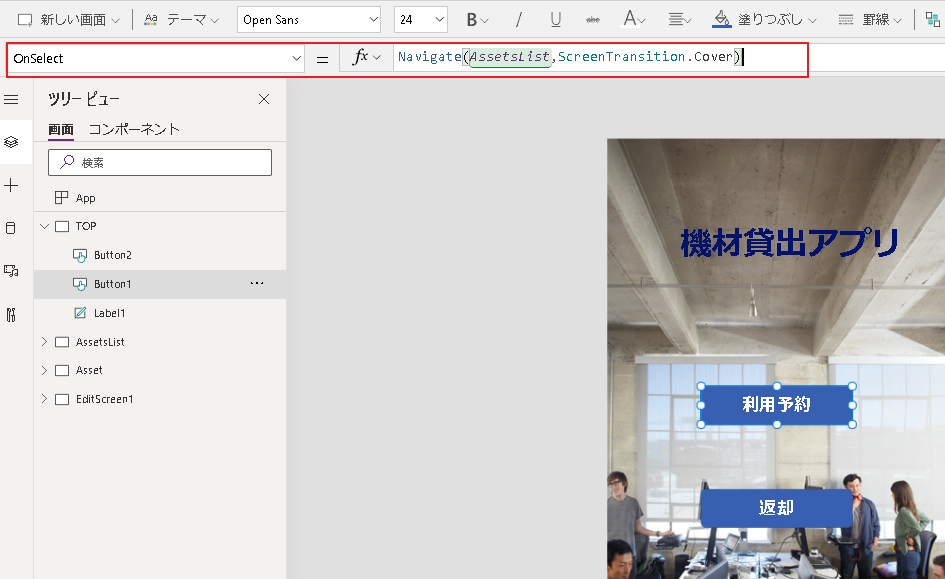 新しい画面 テーマ Open Sans 24 B / U abc A 塗りつぶし 罫線
OnSelect = fx Navigate(AssetsList,ScreenTransition.Cover)
ツリー ビュー
画面 コンポーネント
検索
App
TOP
Button2
Button1 ...
Label1
AssetsList
Asset
EditScreen1
機材貸出アプリ
利用予約
返却